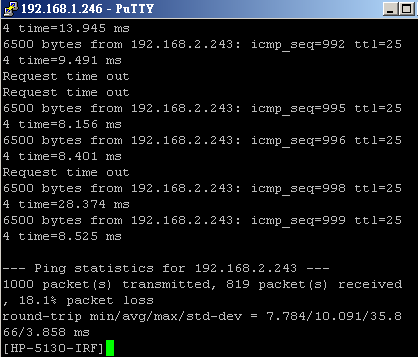 192.168.1.246 - PuTTY
4 time=13.945 ms
6500 bytes from 192.168.2.243: icmp_seq=992 ttl=25
4 time=9.491 ms
Request time out
Request time out
6500 bytes from 192.168.2.243: icmp_seq=995 ttl=25
4 time=8.156 ms
6500 bytes from 192.168.2.243: icmp_seq=996 ttl=25
4 time=8.401 ms
Request time out
6500 bytes from 192.168.2.243: icmp_seq=998 ttl=25
4 time=28.374 ms
6500 bytes from 192.168.2.243: icmp_seq=999 ttl=25
4 time=8.525 ms
--- Ping statistics for 192.168.2.243 ---
1000 packet(s) transmitted, 819 packet(s) received
, 18.1% packet loss
round-trip min/avg/max/std-dev = 7.784/10.091/35.8
66/3.858 ms
[HP-5130-IRF]